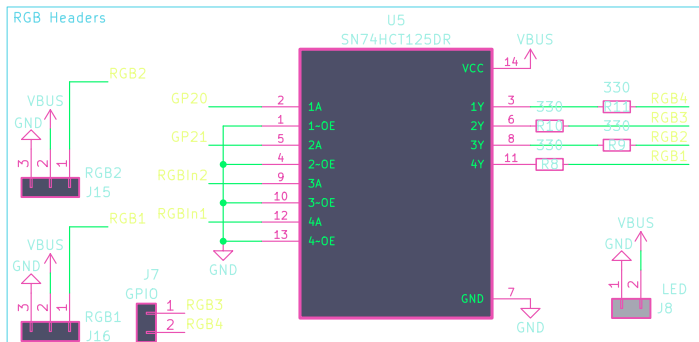 RGB Headers
U5
SN74HCT125DR
VBUS
14
VCC
RGB2
VBUS
GND
3
2
1
RGB2
J15
GP20
2
1A
1
1-OE
GP21
5
2A
4
2-OE
RGBIn2
9
3A
10
3-OE
RGBIn1
12
4A
13
4-OE
GND
1Y
3
330
R11
RGB4
2Y
6
330
R10
RGB3
3Y
8
330
R9
RGB2
4Y
11
330
R8
RGB1
GND
7
GND
RGB1
VBUS
GND
3
2
1
RGB1
J16
J7
GPIO
1
RGB3
2
RGB4
VBUS
GND
1
2
LED
J8